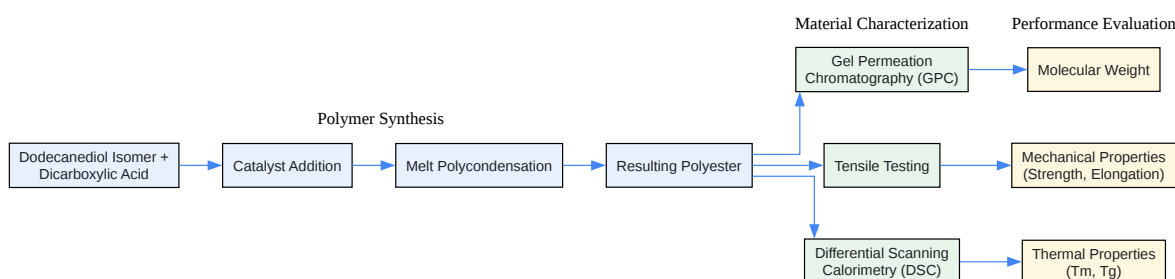 Material Characterization
Performance Evaluation
Gel Permeation
Chromatography (GPC)
Molecular Weight
Polymer Synthesis
Dodecanediol Isomer +
Dicarboxylic Acid
Catalyst Addition
Melt Polycondensation
Resulting Polyester
Tensile Testing
Mechanical Properties
(Strength, Elongation)
Differential Scanning
Calorimetry (DSC)
Thermal Properties
(Tm, Tg)